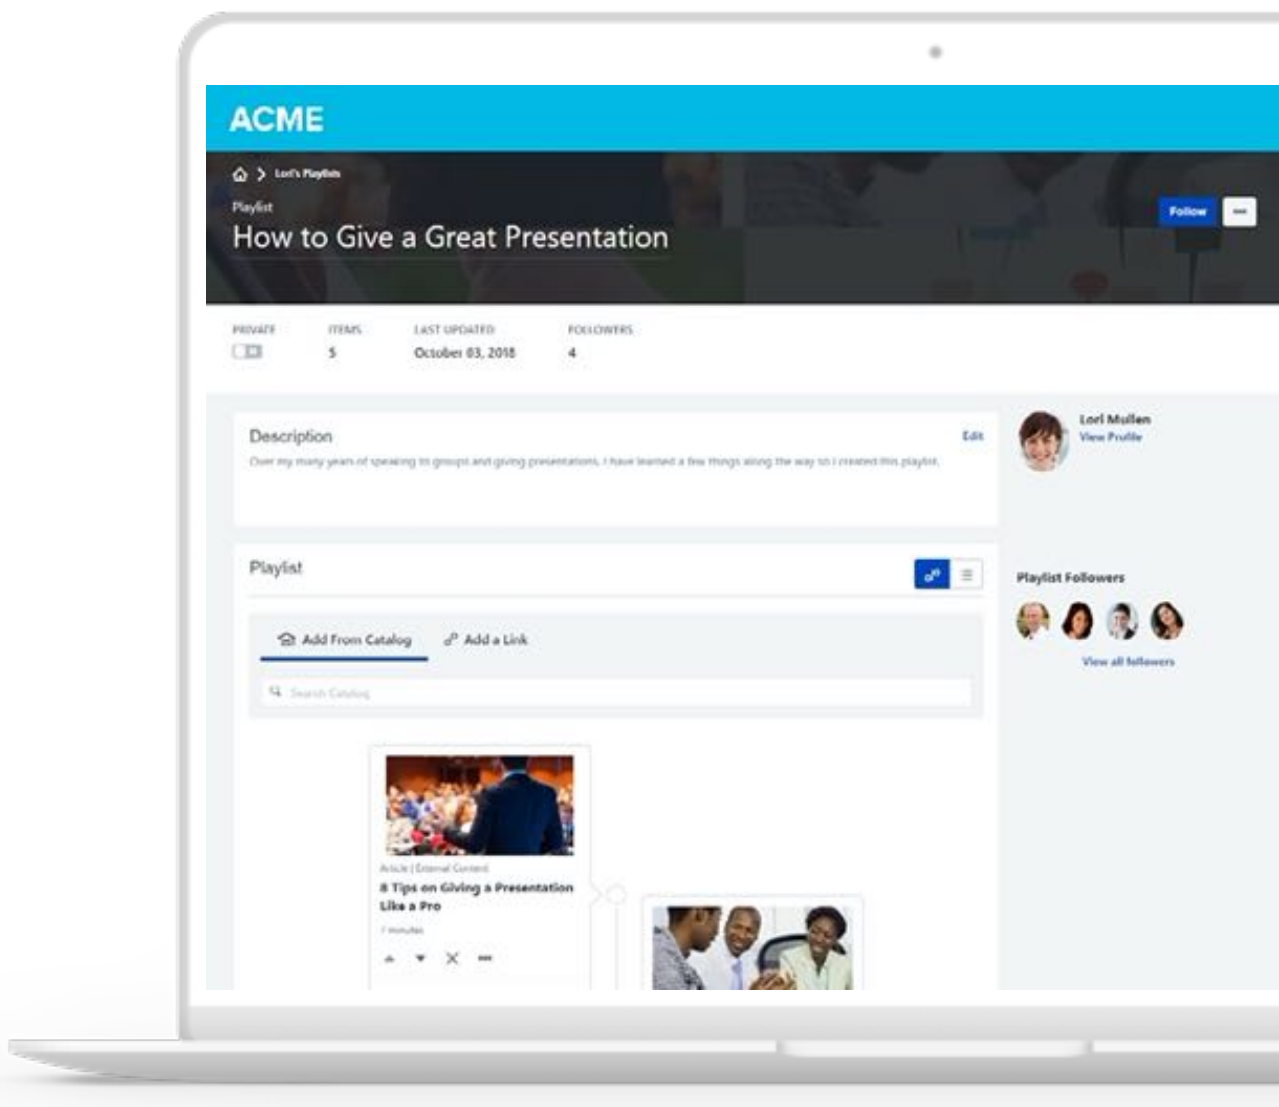 ACME
Lori's Playlists
Playlist
How to Give a Great Presentation
Follow
PRIVATE ITEMS LAST UPDATED FOLLOWERS
5 October 03, 2018 4
Description Edit
Over my many years of speaking to groups and giving presentations, I have learned a few things along the way so I created this playlist.
Lori Mullen
View Profile
Playlist
Add From Catalog Add a Link
Search Catalog
Playlist Followers
View all followers
Article | External Content
8 Tips on Giving a Presentation
Like a Pro
7 minutes